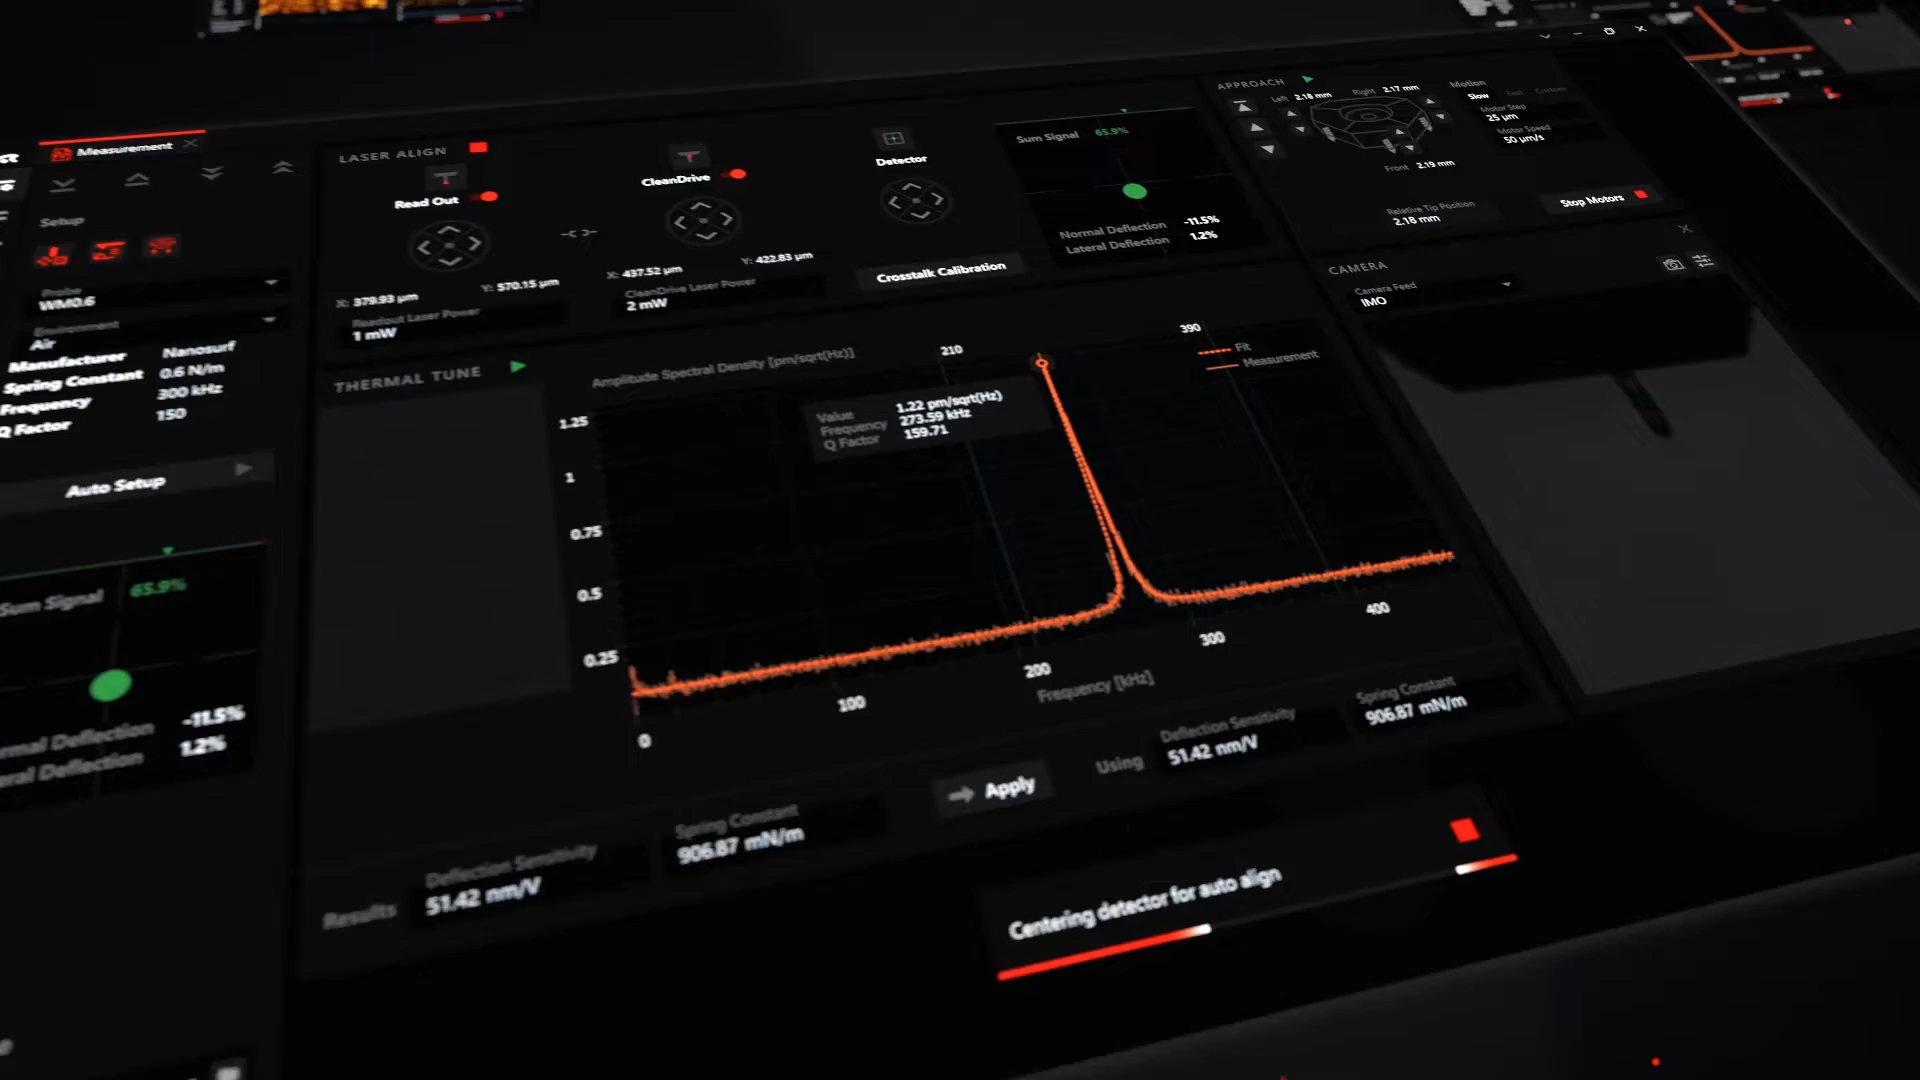 Measurement
Setup
Probe
WM0.6
Environment
Air
Manufacturer Nanosurf
Spring Constant 0.6 N/m
Frequency 300 kHz
Q Factor 150
Auto Setup
Sum Signal 65.9%
-11.5%
1.2%
LASER ALIGN
Read Out
X: 379.93 µm Y: 570.15 µm
Readout Laser Power
1 mW
CleanDrive
X: 437.52 µm Y: 422.83 µm
CleanDrive Laser Power
2 mW
Detector
Crosstalk Calibration
Sum Signal 65.9%
Normal Deflection -11.5%
Lateral Deflection 1.2%
APPROACH
Left 2.18 mm Right 2.17 mm
Front 2.19 mm
Motion
Slow Fast Custom
Motor Step
25 µm
Motor Speed
50 µm/s
Relative Tip Position
2.18 mm
Stop Motors
CAMERA
Camera Feed
IMO
THERMAL TUNE
Amplitude Spectral Density [pm/sqrt(Hz)]
210
390
Fit
Measurement
Value 1.22 pm/sqrt(Hz)
Frequency 273.59 kHz
Q Factor 159.71
1.25
1
0.75
0.5
0.25
0
100
200
300
400
Frequency [kHz]
Results
Deflection Sensitivity
51.42 nm/V
Spring Constant
906.87 mN/m
Apply
Using
Deflection Sensitivity
51.42 nm/V
Spring Constant
906.87 mN/m
Centering detector for auto align